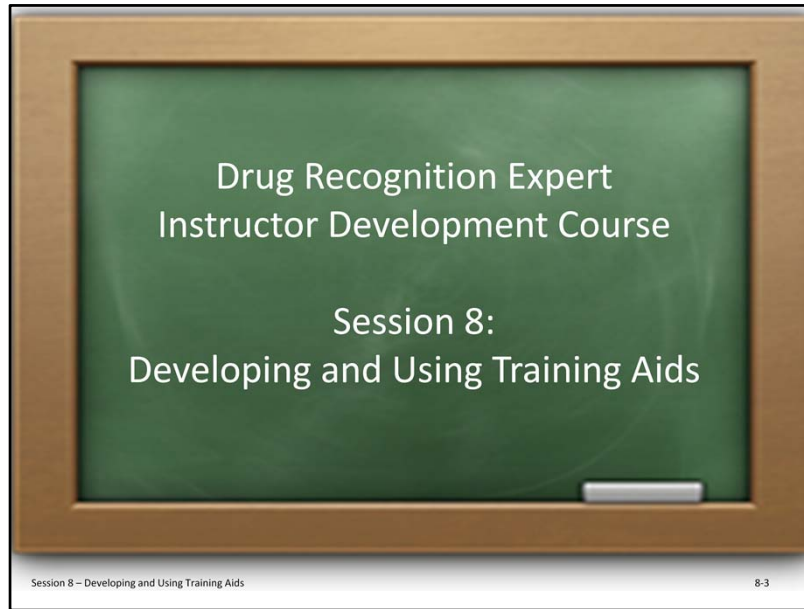 Drug Recognition Expert
Instructor Development Course
Session 8:
Developing and Using Training Aids
Session 8 – Developing and Using Training Aids
8-3